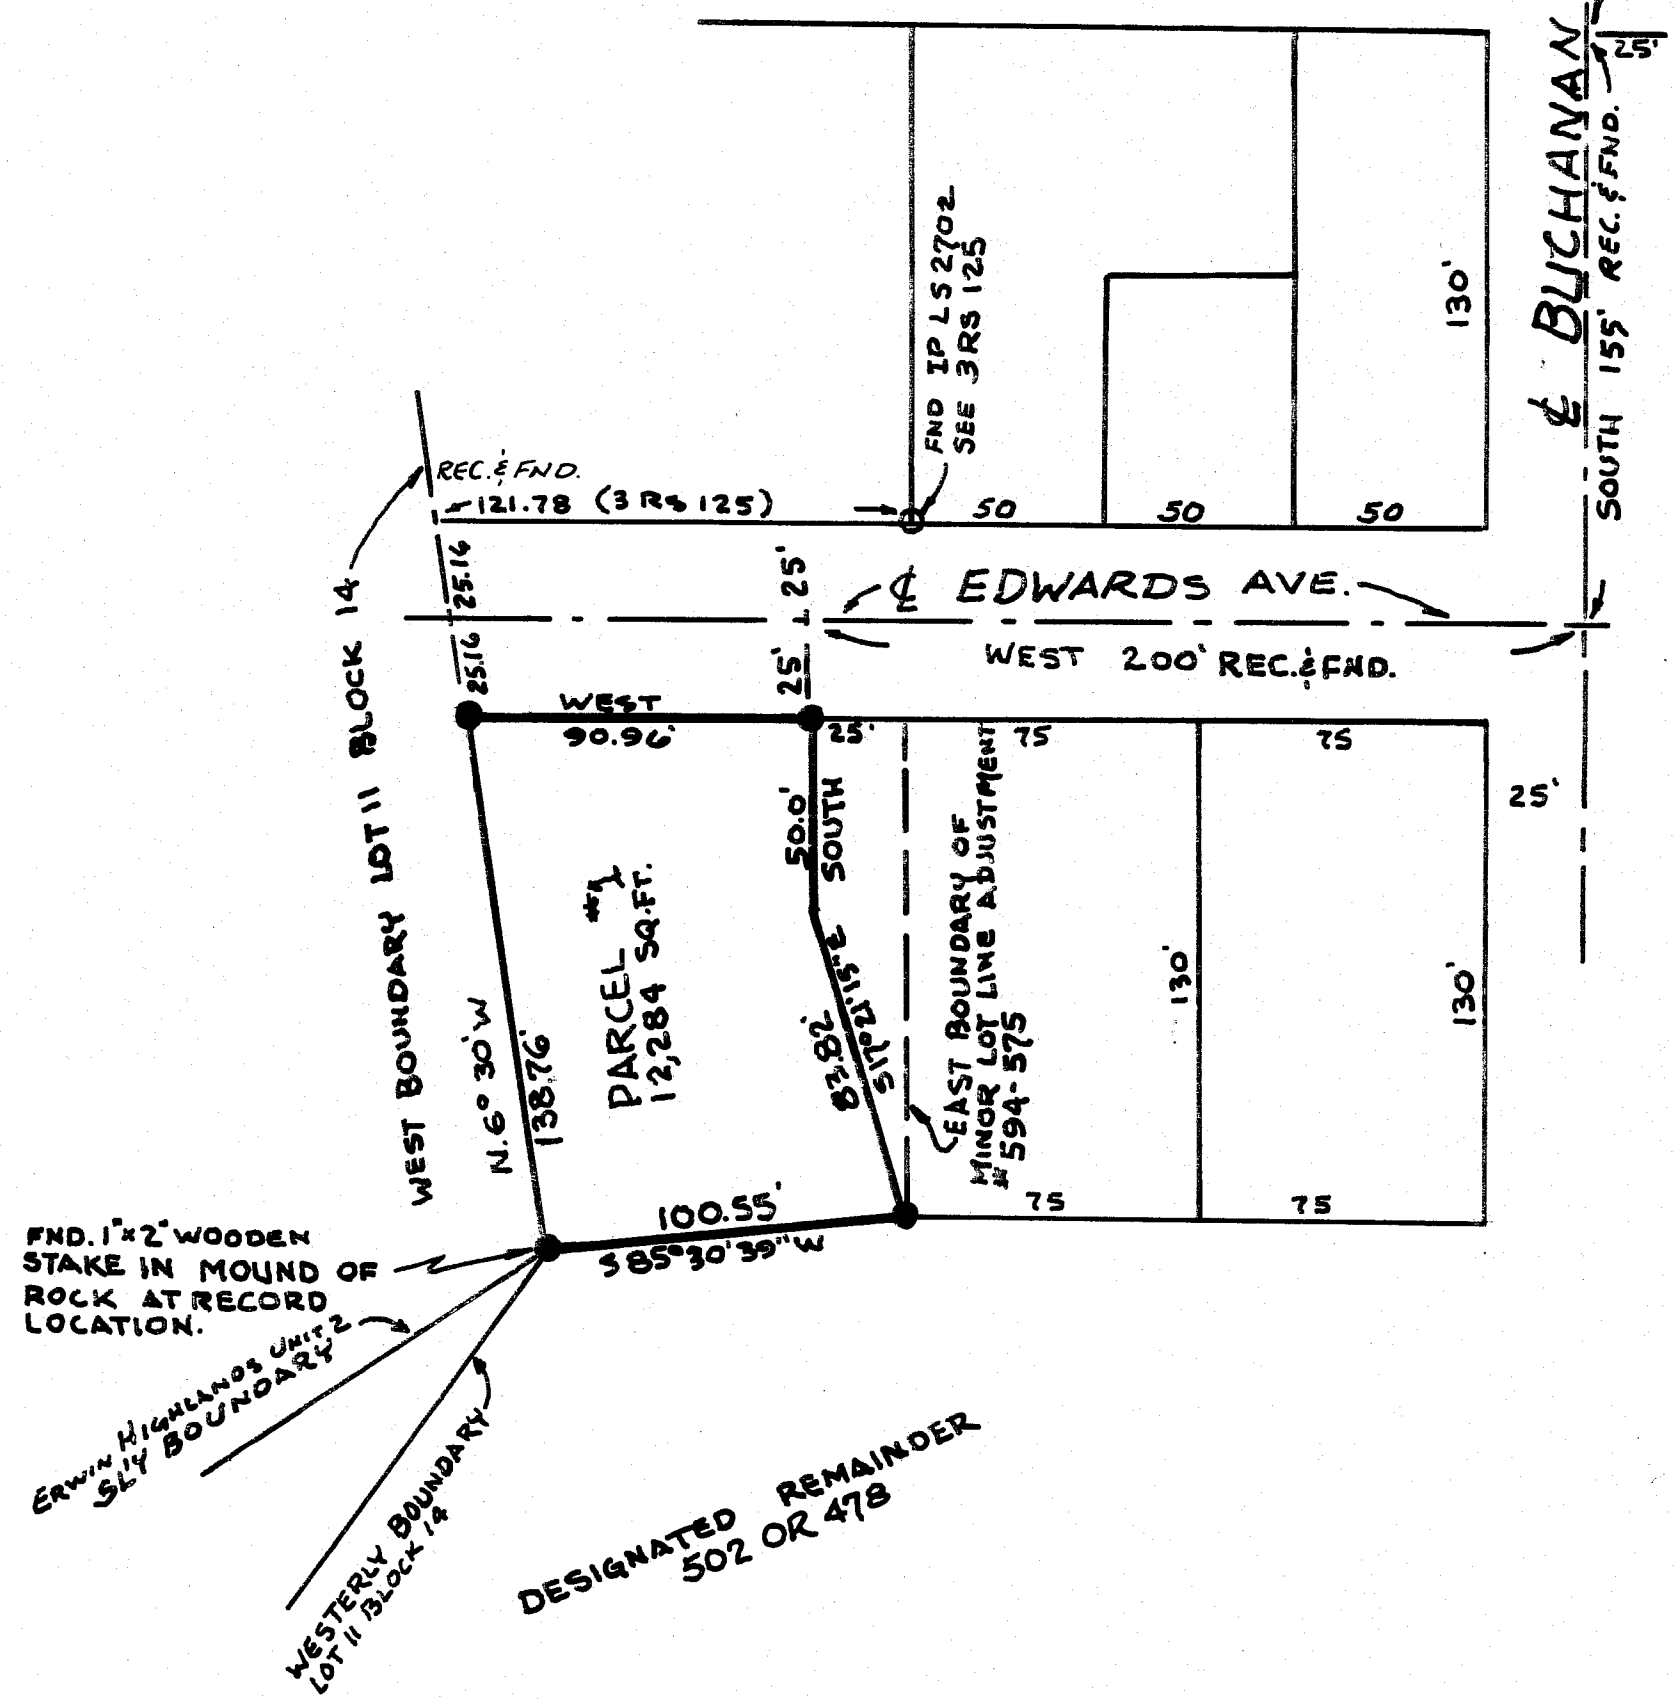 25'
₵ BUCHANAN
SOUTH 155' REC. & FND.
130'
FND IP LS 2702
SEE 3 RS 125
REC. & FND.
121.78 (3 RS 125)
50
50
50
WEST BOUNDARY LOT 11 BLOCK 14
25.16
25.16
25'
25'
₵ EDWARDS AVE.
WEST 200' REC. & FND.
WEST
90.96'
25'
75
75
25'
50.0'
SOUTH
PARCEL #1
12,284 SQ.FT.
N. 6° 30' W
138.76'
83.82'
S17°21'15"E
EAST BOUNDARY OF
MINOR LOT LINE ADJUSTMENT
# 594-575
130'
130'
75
75
100.55'
S 85° 30' 39" W
FND. 1"x2" WOODEN
STAKE IN MOUND OF
ROCK AT RECORD
LOCATION.
ERWIN HIGHLANDS UNIT 2
SL'Y BOUNDARY
WESTERLY BOUNDARY
LOT 11 BLOCK 14
DESIGNATED REMAINDER
502 OR 478